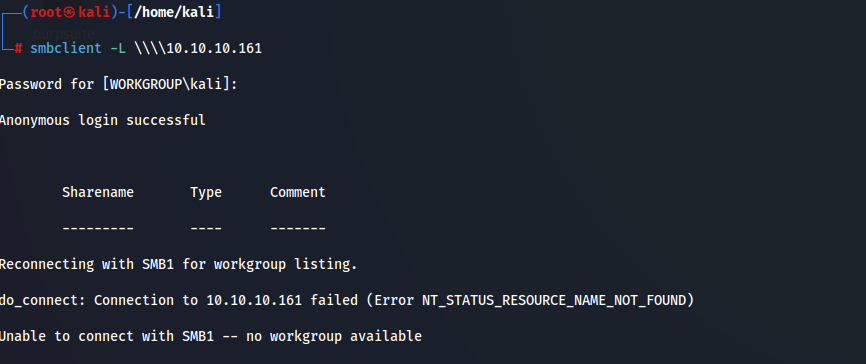 ┌──(root㉿kali)-[/home/kali]
└─# smbclient -L \\\\10.10.10.161
Password for [WORKGROUP\kali]:
Anonymous login successful
Sharename Type Comment
--------- ---- -------
Reconnecting with SMB1 for workgroup listing.
do_connect: Connection to 10.10.10.161 failed (Error NT_STATUS_RESOURCE_NAME_NOT_FOUND)
Unable to connect with SMB1 -- no workgroup available